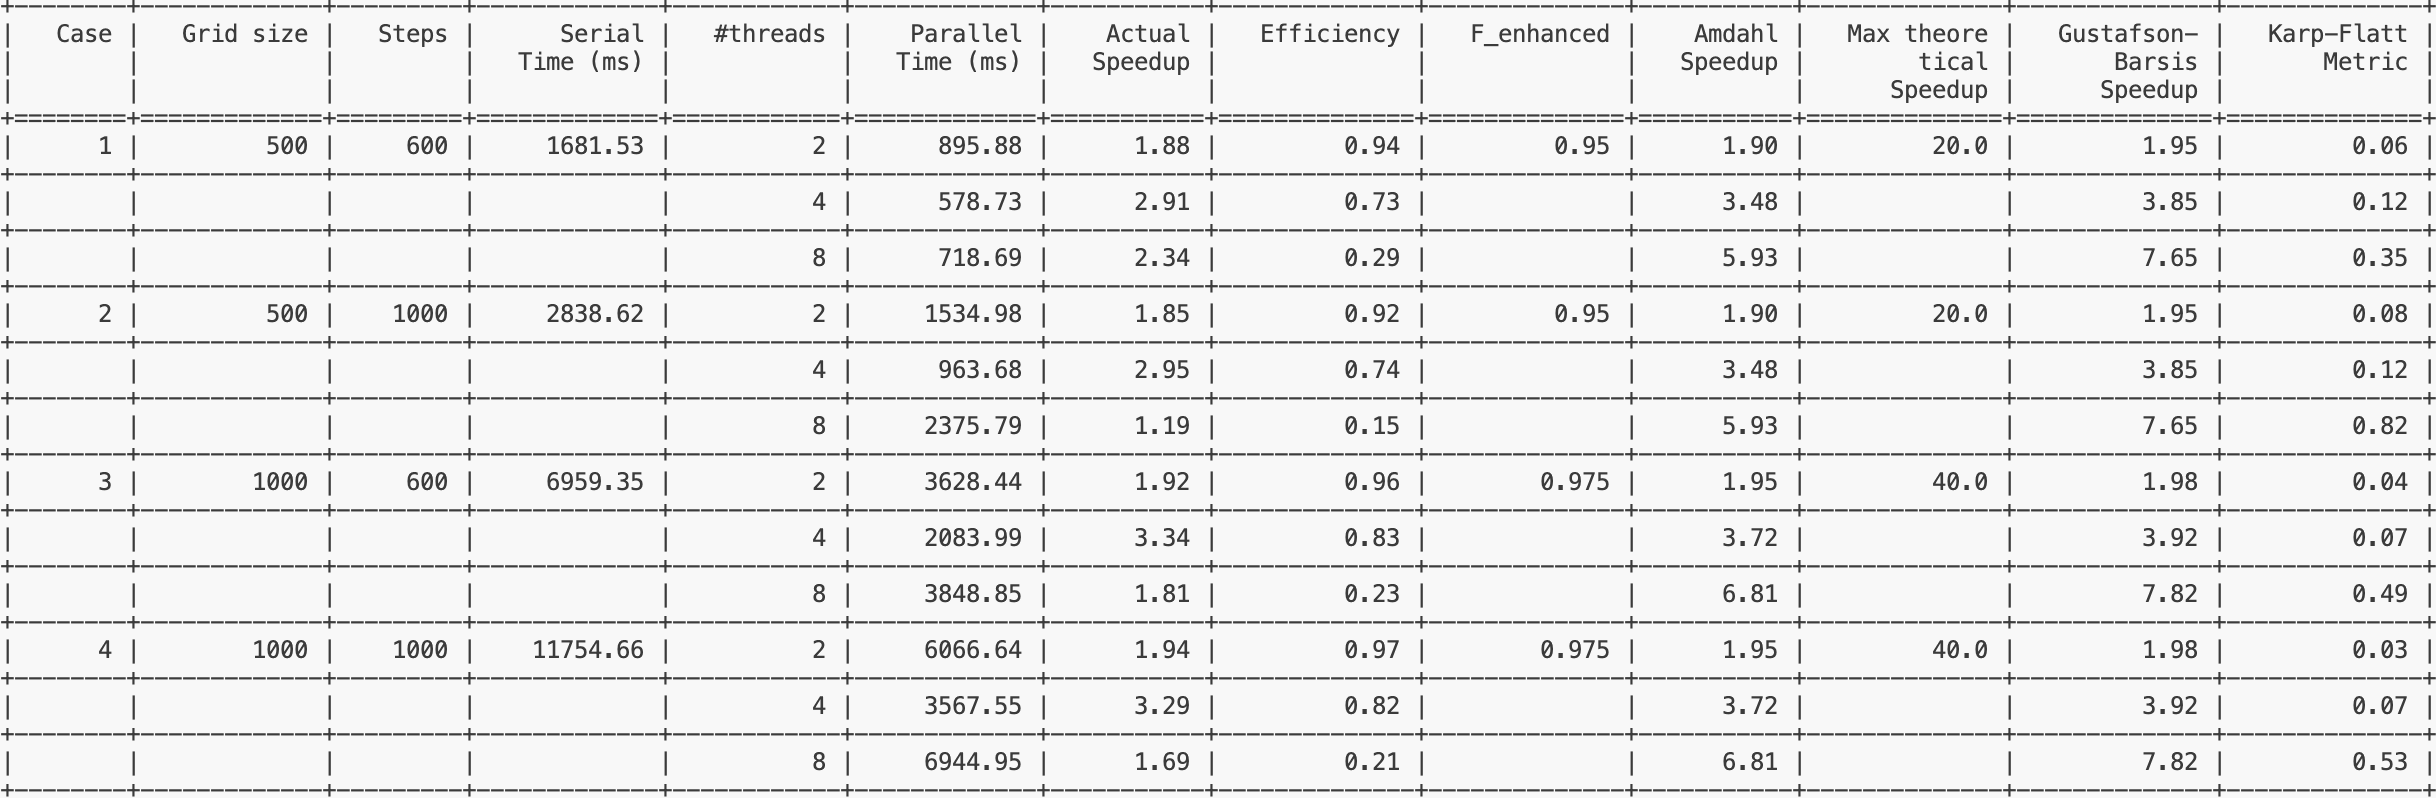 | Case | Grid size | Steps | Serial | #threads | Parallel | Actual | Efficiency | F_enhanced | Amdahl | Max theore | Gustafson– | Karp–Flatt |
| | | | Time (ms) | | Time (ms) | Speedup | | | Speedup | tical | Barsis | Metric |
| | | | | | | | | | | Speedup | Speedup | |
| 1 | 500 | 600 | 1681.53 | 2 | 895.88 | 1.88 | 0.94 | 0.95 | 1.90 | 20.0 | 1.95 | 0.06 |
| | | | | 4 | 578.73 | 2.91 | 0.73 | | 3.48 | | 3.85 | 0.12 |
| | | | | 8 | 718.69 | 2.34 | 0.29 | | 5.93 | | 7.65 | 0.35 |
| 2 | 500 | 1000 | 2838.62 | 2 | 1534.98 | 1.85 | 0.92 | 0.95 | 1.90 | 20.0 | 1.95 | 0.08 |
| | | | | 4 | 963.68 | 2.95 | 0.74 | | 3.48 | | 3.85 | 0.12 |
| | | | | 8 | 2375.79 | 1.19 | 0.15 | | 5.93 | | 7.65 | 0.82 |
| 3 | 1000 | 600 | 6959.35 | 2 | 3628.44 | 1.92 | 0.96 | 0.975 | 1.95 | 40.0 | 1.98 | 0.04 |
| | | | | 4 | 2083.99 | 3.34 | 0.83 | | 3.72 | | 3.92 | 0.07 |
| | | | | 8 | 3848.85 | 1.81 | 0.23 | | 6.81 | | 7.82 | 0.49 |
| 4 | 1000 | 1000 | 11754.66 | 2 | 6066.64 | 1.94 | 0.97 | 0.975 | 1.95 | 40.0 | 1.98 | 0.03 |
| | | | | 4 | 3567.55 | 3.29 | 0.82 | | 3.72 | | 3.92 | 0.07 |
| | | | | 8 | 6944.95 | 1.69 | 0.21 | | 6.81 | | 7.82 | 0.53 |